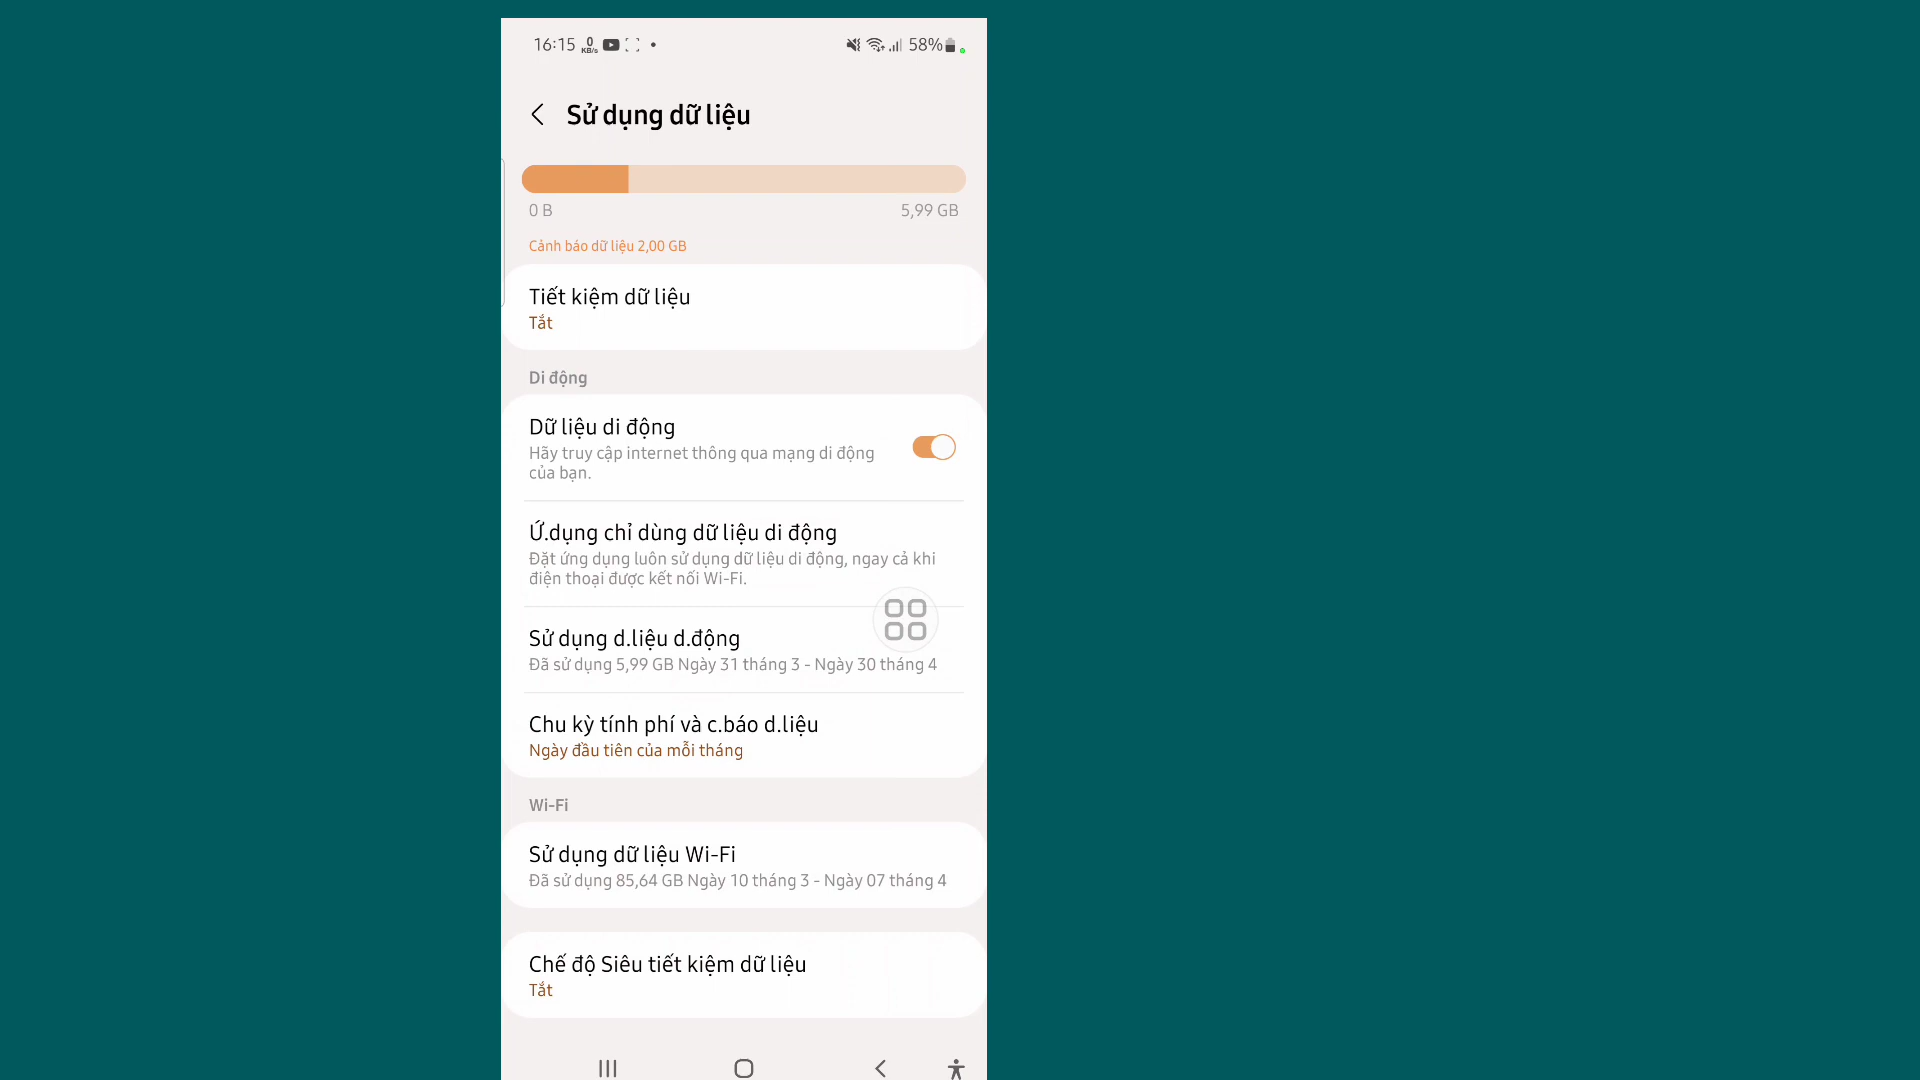 16:15 0 KB/s 58%
Sử dụng dữ liệu
0 B 5,99 GB
Cảnh báo dữ liệu 2,00 GB
Tiết kiệm dữ liệu
Tắt
Di động
Dữ liệu di động
Hãy truy cập internet thông qua mạng di động
của bạn.
Ứ.dụng chỉ dùng dữ liệu di động
Đặt ứng dụng luôn sử dụng dữ liệu di động, ngay cả khi
điện thoại được kết nối Wi-Fi.
Sử dụng d.liệu d.động
Đã sử dụng 5,99 GB Ngày 31 tháng 3 - Ngày 30 tháng 4
Chu kỳ tính phí và c.báo d.liệu
Ngày đầu tiên của mỗi tháng
Wi-Fi
Sử dụng dữ liệu Wi-Fi
Đã sử dụng 85,64 GB Ngày 10 tháng 3 - Ngày 07 tháng 4
Chế độ Siêu tiết kiệm dữ liệu
Tắt